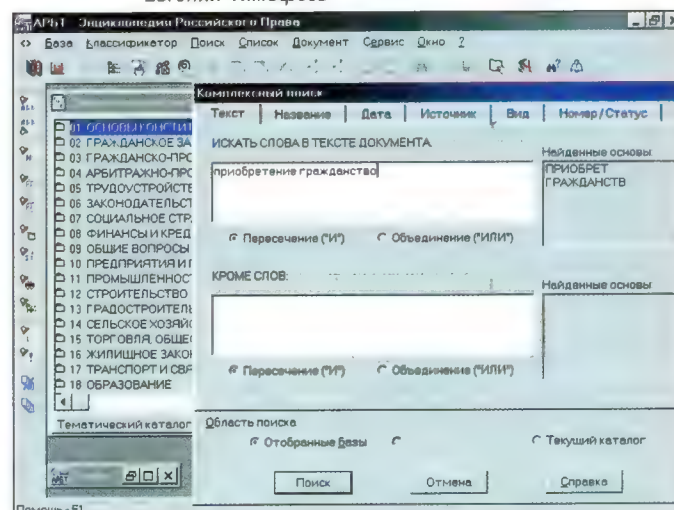 АРБТ Энциклопедия Российского Права
База Классификатор Поиск Список Документ Сервис Окно ?
Комплексный поиск
Текст Название Дата Источник Вид Номер/Статус
01 ОСНОВЫ КОНСТИТ
02 ГРАЖДАНСКОЕ ЗА
03 ГРАЖДАНСКО-ПРО
04 АРБИТРАЖНО-ПРО
05 ТРУДОУСТРОЙСТВ
06 ЗАКОНОДАТЕЛЬСТ
07 СОЦИАЛЬНОЕ СТР
08 ФИНАНСЫ И КРЕД
09 ОБЩИЕ ВОПРОСЫ
10 ПРЕДПРИЯТИЯ И П
11 ПРОМЫШЛЕННОС
12 СТРОИТЕЛЬСТВО
13 ГРАДОСТРОИТЕЛЬ
14 СЕЛЬСКОЕ ХОЗЯЙС
15 ТОРГОВЛЯ, ОБЩЕС
16 ЖИЛИЩНОЕ ЗАКОН
17 ТРАНСПОРТ И СВЯ
18 ОБРАЗОВАНИЕ
Тематический каталог
АРБТ
ИСКАТЬ СЛОВА В ТЕКСТЕ ДОКУМЕНТА
Найденные основы
приобретение гражданство
ПРИОБРЕТ
ГРАЖДАНСТВ
Пересечение ("И") Объединение ("ИЛИ")
КРОМЕ СЛОВ:
Найденные основы
Пересечение ("И") Объединение ("ИЛИ")
Область поиска
Отобранные базы Текущий каталог
Поиск Отмена Справка
Помощь - F1